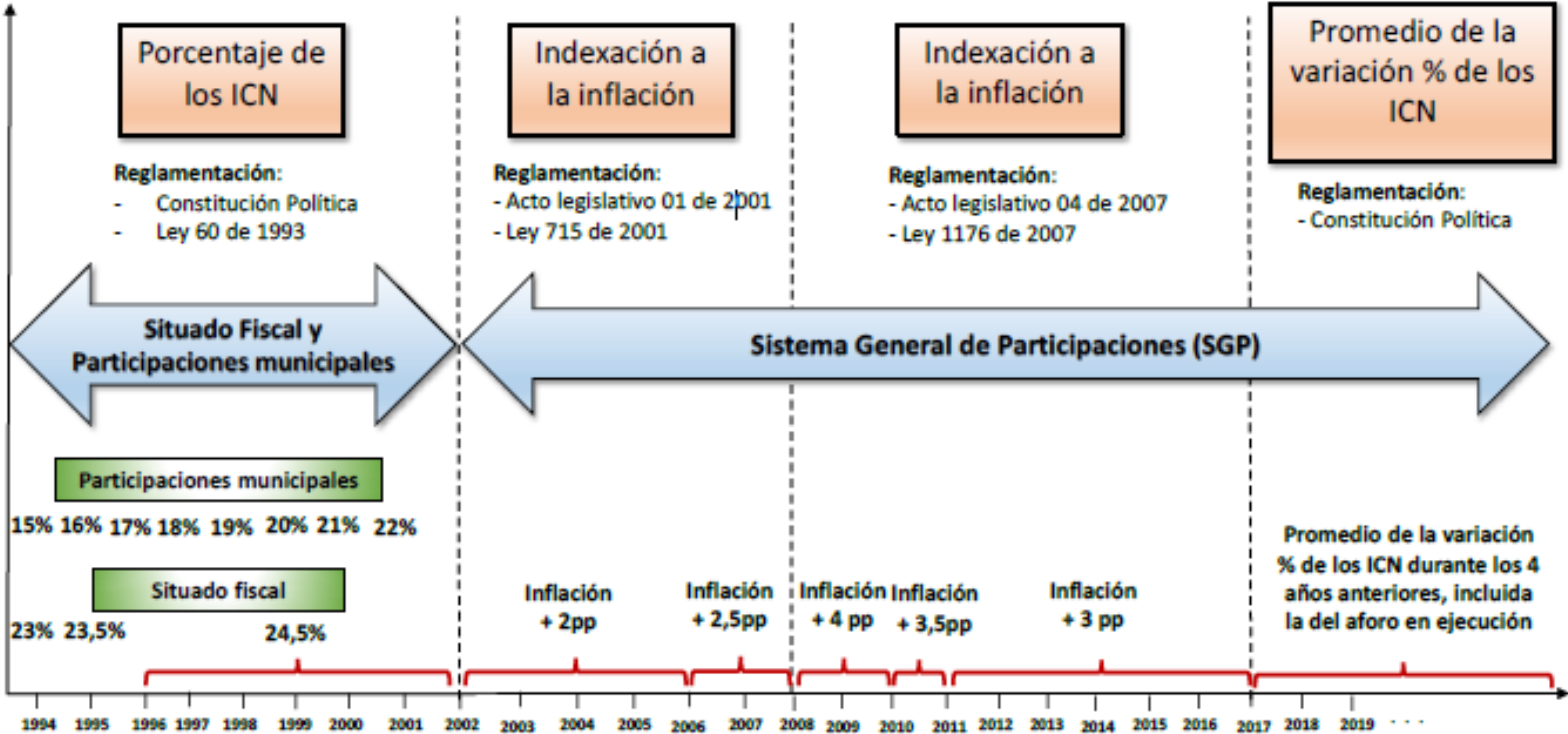 Porcentaje de
los ICN
Indexación a
la inflación
Indexación a
la inflación
Promedio de la
variación % de los
ICN
Reglamentación:
- Constitución Política
- Ley 60 de 1993
Reglamentación:
- Acto legislativo 01 de 2001
- Ley 715 de 2001
Reglamentación:
- Acto legislativo 04 de 2007
- Ley 1176 de 2007
Reglamentación:
- Constitución Política
Situado Fiscal y
Participaciones municipales
Sistema General de Participaciones (SGP)
Participaciones municipales
15% 16% 17% 18% 19% 20% 21% 22%
Situado fiscal
23% 23,5% 24,5%
Inflación
+ 2pp
Inflación
+ 2,5pp
Inflación
+ 4 pp
Inflación
+ 3,5pp
Inflación
+ 3 pp
Promedio de la variación
% de los ICN durante los 4
años anteriores, incluida
la del aforo en ejecución
1994 1995 1996 1997 1998 1999 2000 2001 2002 2003 2004 2005 2006 2007 2008 2009 2010 2011 2012 2013 2014 2015 2016 2017 2018 2019 . . .